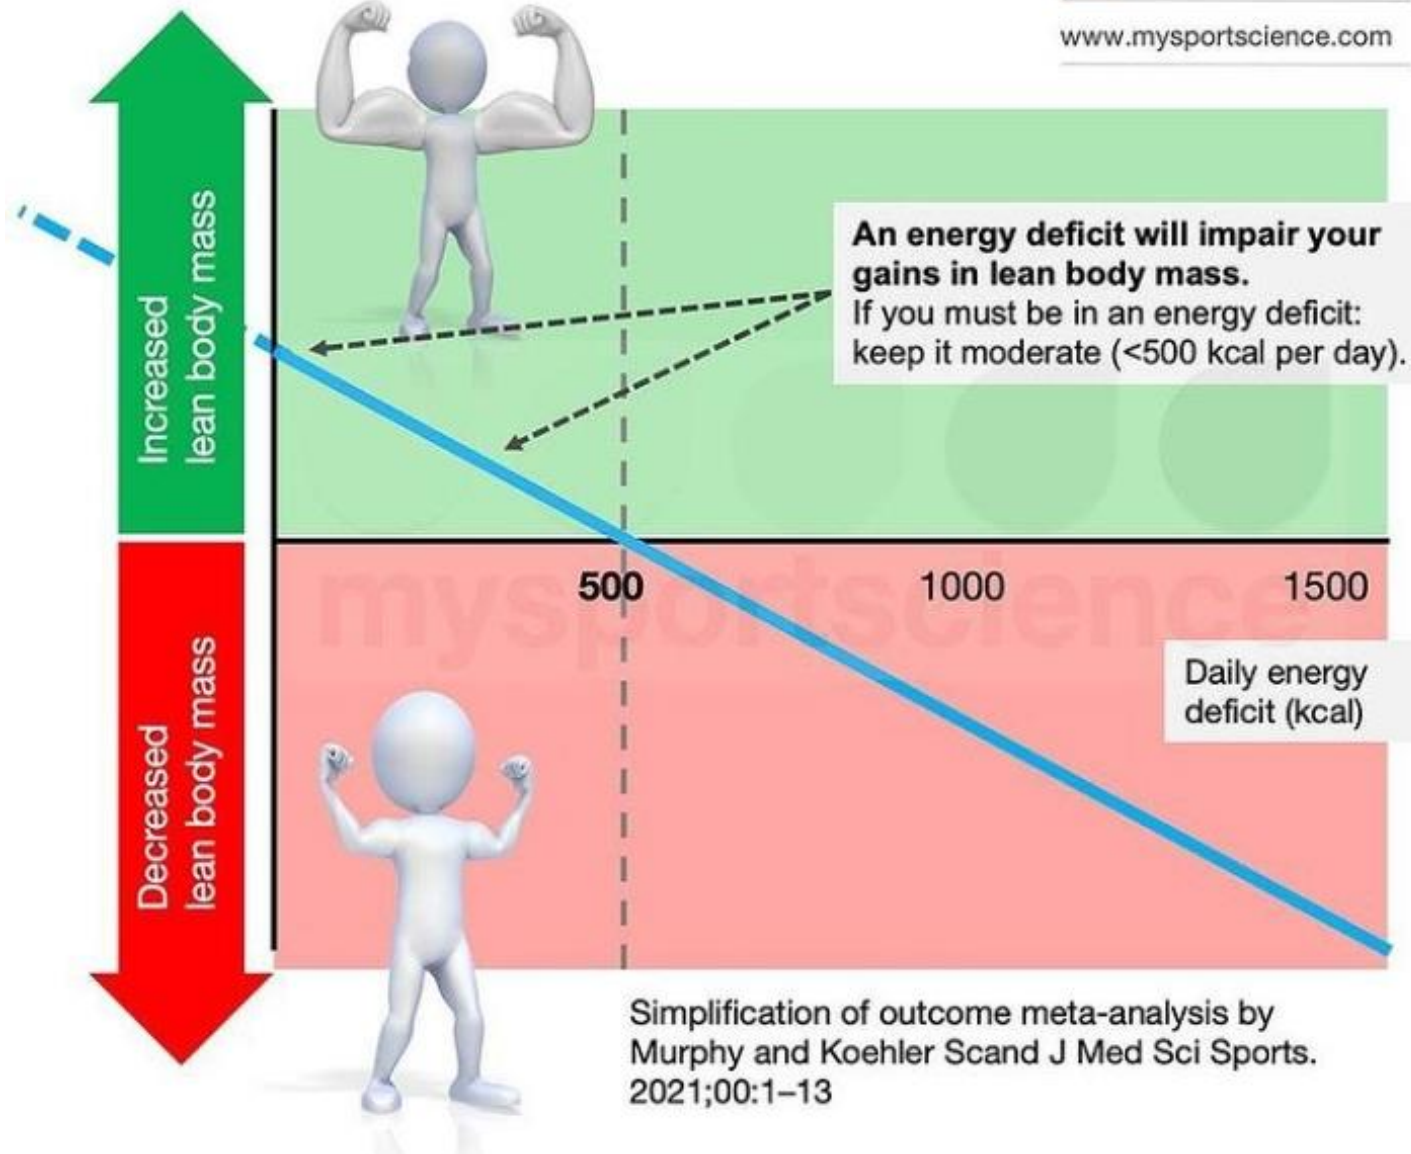 www.mysportscience.com
Increased
lean body mass
An energy deficit will impair your
gains in lean body mass.
If you must be in an energy deficit:
keep it moderate (<500 kcal per day).
500
1000
1500
mysportscience
Daily energy
deficit (kcal)
Decreased
lean body mass
Simplification of outcome meta-analysis by
Murphy and Koehler Scand J Med Sci Sports.
2021;00:1–13